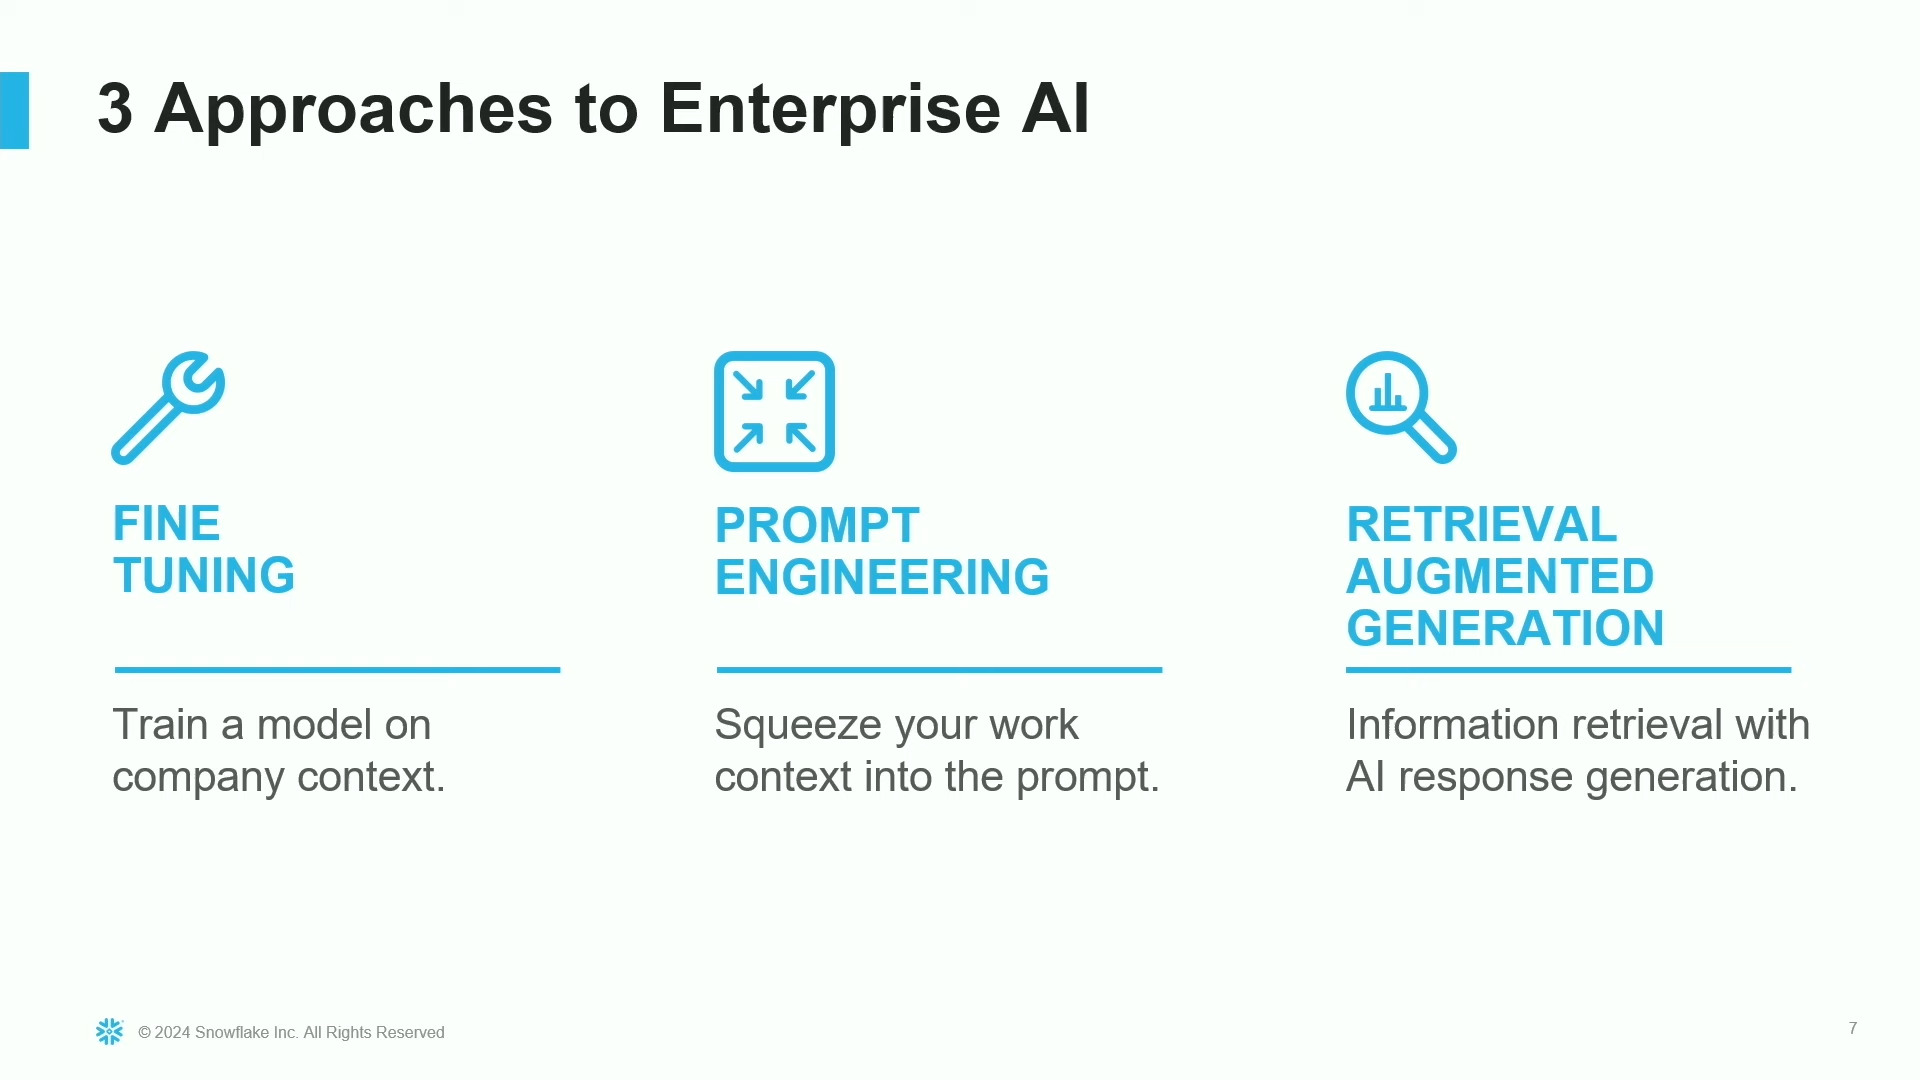 3 Approaches to Enterprise AI
FINE
TUNING
Train a model on
company context.
PROMPT
ENGINEERING
Squeeze your work
context into the prompt.
RETRIEVAL
AUGMENTED
GENERATION
Information retrieval with
AI response generation.
© 2024 Snowflake Inc. All Rights Reserved
7